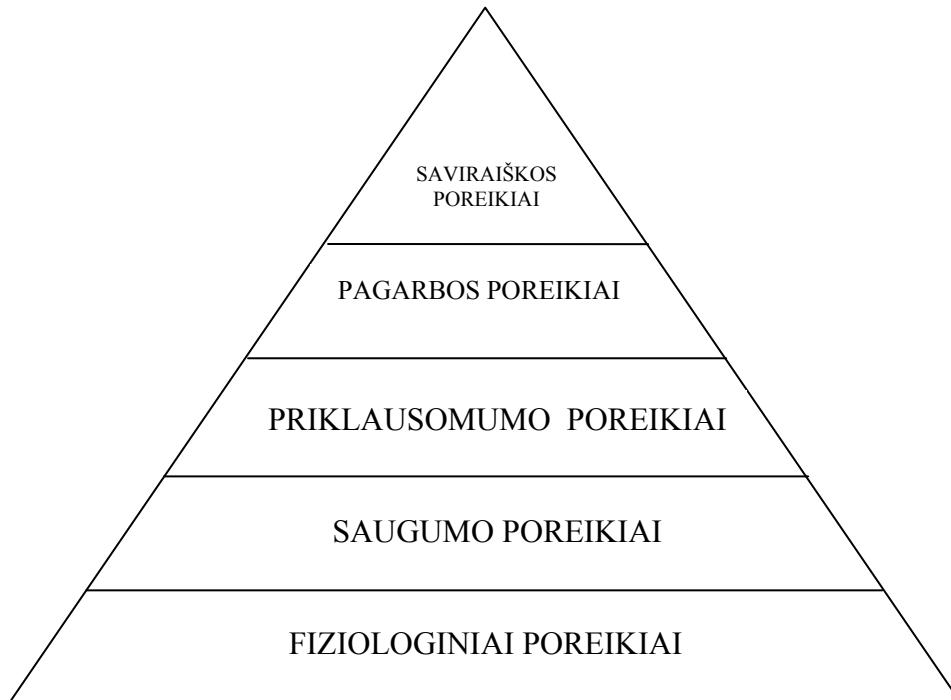 SAVIRAIŠKOS
POREIKIAI
PAGARBOS POREIKIAI
PRIKLAUSOMUMO POREIKIAI
SAUGUMO POREIKIAI
FIZIOLOGINIAI POREIKIAI